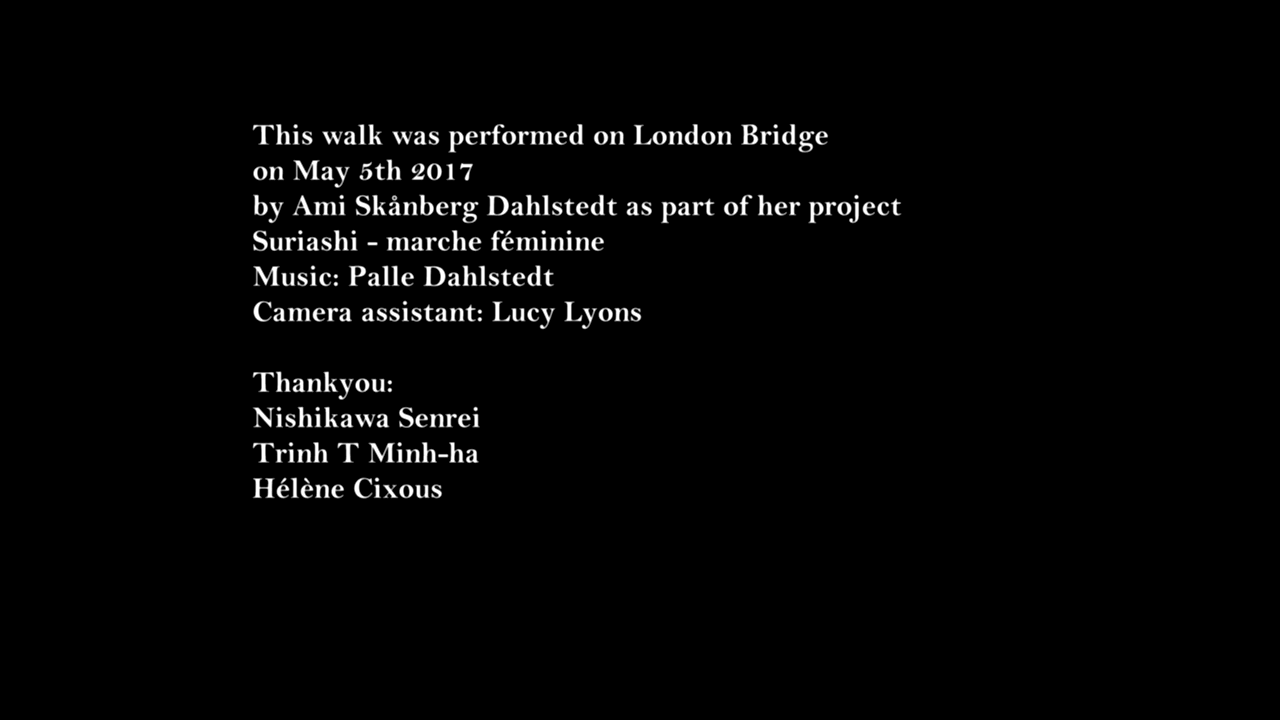 This walk was performed on London Bridge
on May 5th 2017
by Ami Skånberg Dahlstedt as part of her project
Suriashi - marche féminine
Music: Palle Dahlstedt
Camera assistant: Lucy Lyons
Thankyou:
Nishikawa Senrei
Trinh T Minh-ha
Hélène Cixous